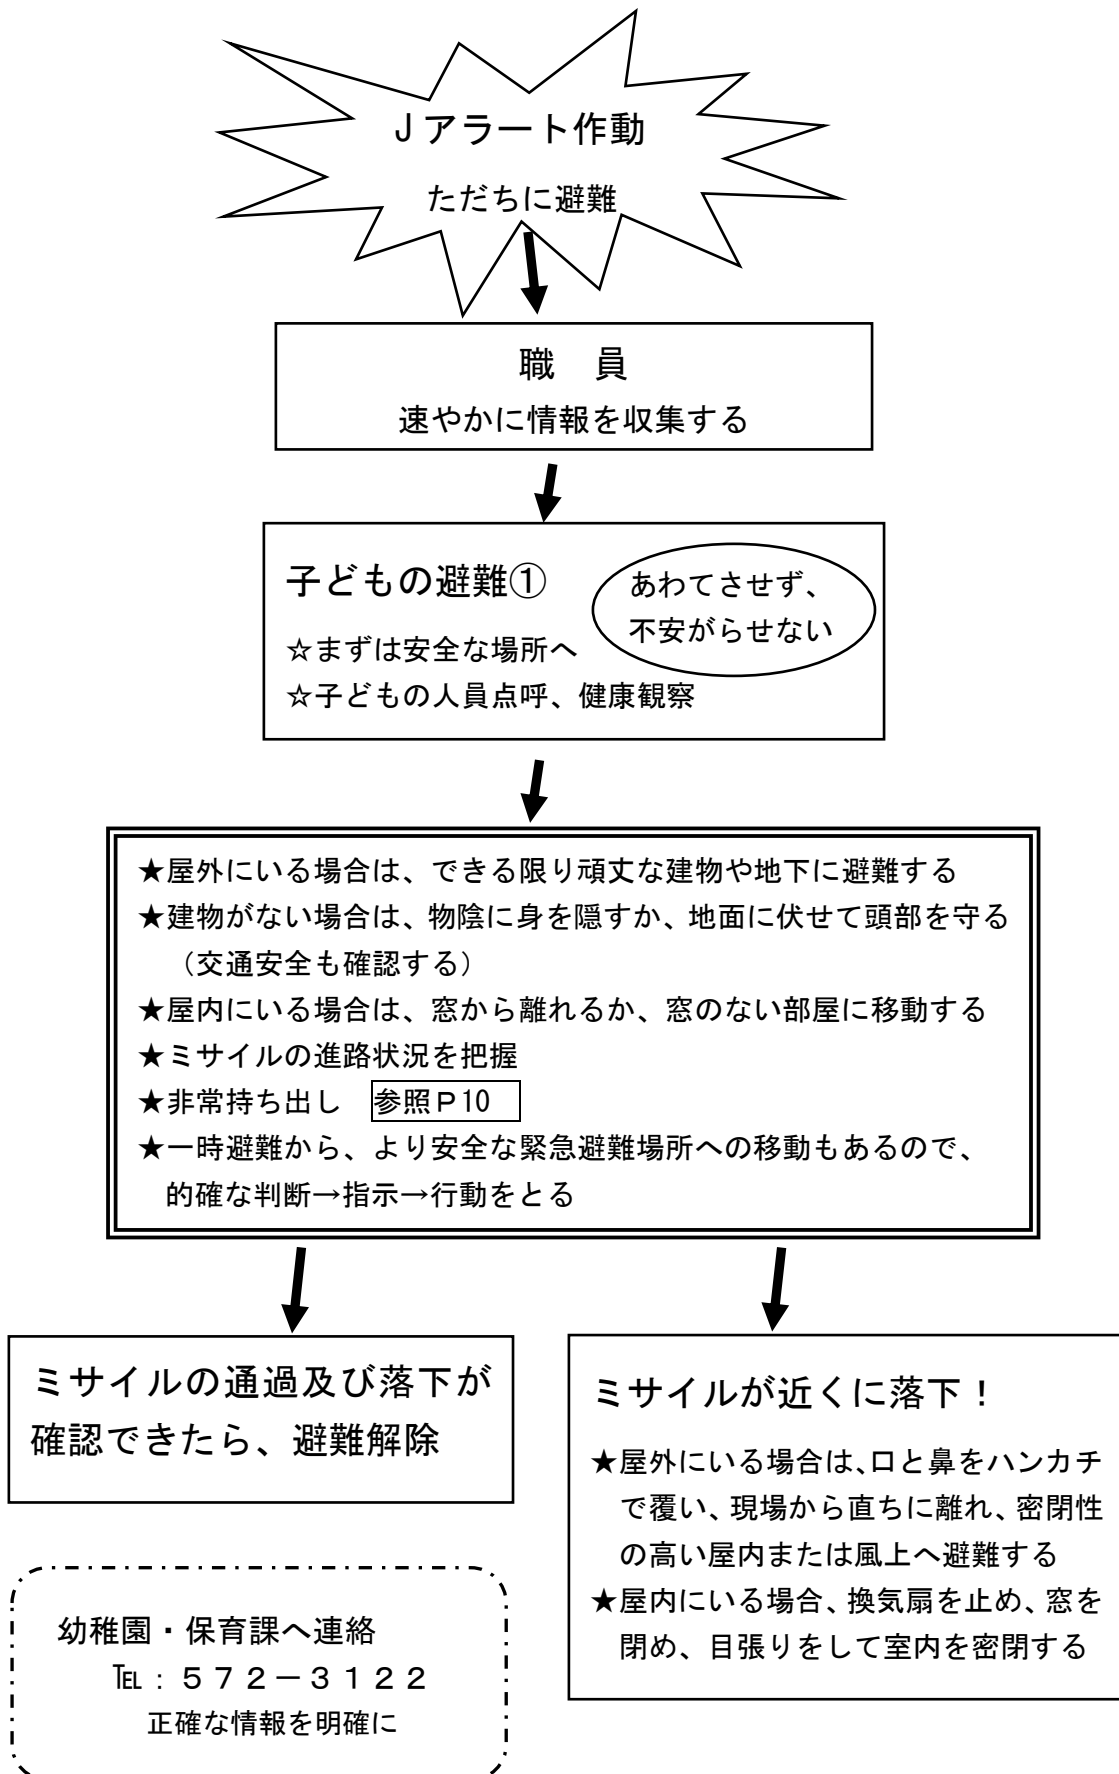 Jアラート作動
ただちに避難
職　員
速やかに情報を収集する
子どもの避難①
あわてさせず、
不安がらせない
☆まずは安全な場所へ
☆子どもの人員点呼、健康観察
★屋外にいる場合は、できる限り頑丈な建物や地下に避難する
★建物がない場合は、物陰に身を隠すか、地面に伏せて頭部を守る
（交通安全も確認する）
★屋内にいる場合は、窓から離れるか、窓のない部屋に移動する
★ミサイルの進路状況を把握
★非常持ち出し　参照Ｐ10
★一時避難から、より安全な緊急避難場所への移動もあるので、
的確な判断→指示→行動をとる
ミサイルの通過及び落下が
確認できたら、避難解除
ミサイルが近くに落下！
★屋外にいる場合は、口と鼻をハンカチ
で覆い、現場から直ちに離れ、密閉性
の高い屋内または風上へ避難する
★屋内にいる場合、換気扇を止め、窓を
閉め、目張りをして室内を密閉する
幼稚園・保育課へ連絡
℡：５７２－３１２２
正確な情報を明確に